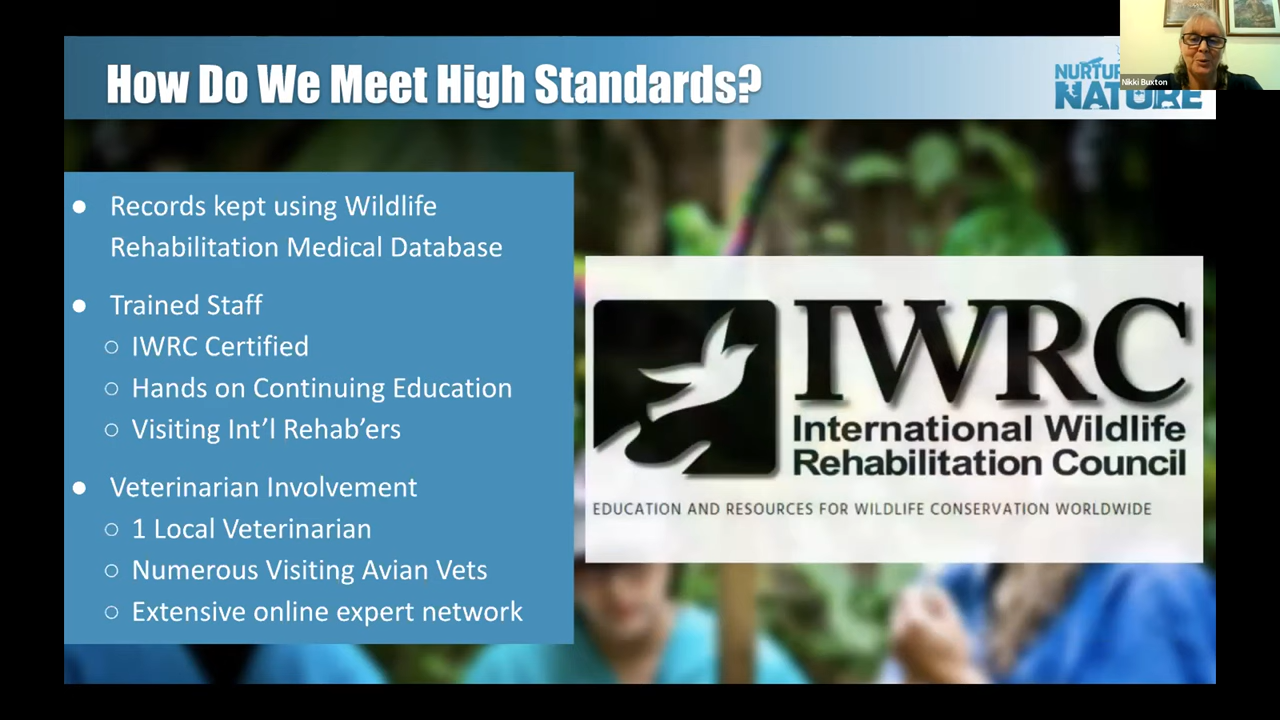 How Do We Meet High Standards?
Nikki Buxton
NATURE
● Records kept using Wildlife
Rehabilitation Medical Database
● Trained Staff
○ IWRC Certified
○ Hands on Continuing Education
○ Visiting Int'l Rehab'ers
● Veterinarian Involvement
○ 1 Local Veterinarian
○ Numerous Visiting Avian Vets
○ Extensive online expert network
IWRC
International Wildlife
Rehabilitation Council
EDUCATION AND RESOURCES FOR WILDLIFE CONSERVATION WORLDWIDE